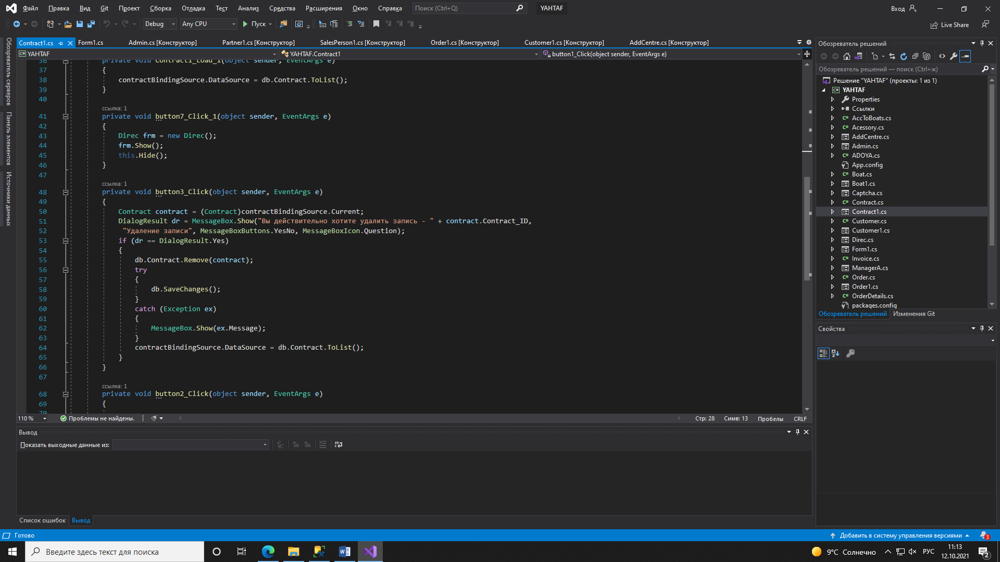 Файл Правка Вид Git Проект Сборка Отладка Тест Анализ Средства Расширения Окно Справка Поиск (Ctrl+Q) YAHTAF Вход
Debug Any CPU Пуск Live Share
Contract1.cs Form1.cs Admin.cs [Конструктор] Partner1.cs [Конструктор] SalesPerson1.cs [Конструктор] Order1.cs [Конструктор] Customer1.cs [Конструктор] AddCentre.cs [Конструктор]
YAHTAF YAHTAF.Contract1 button1_Click(object sender, EventArgs e)
Обозреватель серверов
Панель элементов
Источники данных
36 private void Contract1_Load_1(object sender, EventArgs e)
37 {
38 contractBindingSource.DataSource = db.Contract.ToList();
39 }
40
ссылка: 1
41 private void button7_Click_1(object sender, EventArgs e)
42 {
43 Direc frm = new Direc();
44 frm.Show();
45 this.Hide();
46 }
47
ссылка: 1
48 private void button3_Click(object sender, EventArgs e)
49 {
50 Contract contract = (Contract)contractBindingSource.Current;
51 DialogResult dr = MessageBox.Show("Вы действительно хотите удалить запись - " + contract.Contract_ID,
52 "Удаление записи", MessageBoxButtons.YesNo, MessageBoxIcon.Question);
53 if (dr == DialogResult.Yes)
54 {
55 db.Contract.Remove(contract);
56 try
57 {
58 db.SaveChanges();
59 }
60 catch (Exception ex)
61 {
62 MessageBox.Show(ex.Message);
63 }
64 contractBindingSource.DataSource = db.Contract.ToList();
65 }
66 }
67
ссылка: 1
68 private void button2_Click(object sender, EventArgs e)
69 {
70
110 % Проблемы не найдены. Стр: 28 Симв: 13 Пробелы CRLF
Вывод
Показать выходные данные из:
Список ошибок Вывод
Обозреватель решений
Обозреватель решений — поиск (Ctrl+ж)
Решение "YAHTAF" (проекты: 1 из 1)
C# YAHTAF
Properties
Ссылки
C# AccToBoats.cs
C# Acessory.cs
AddCentre.cs
Admin.cs
C# ADOYA.cs
App.config
C# Boat.cs
Boat1.cs
Captcha.cs
C# Contract.cs
Contract1.cs
C# Customer.cs
Customer1.cs
Direc.cs
Form1.cs
C# Invoice.cs
ManagerA.cs
C# Order.cs
Order1.cs
C# OrderDetails.cs
packages.config
Обозреватель решений Изменения Git
Свойства
Готово Добавить в систему управления версиями 3
Введите здесь текст для поиска 9°C Солнечно РУС 11:13
12.10.2021 2